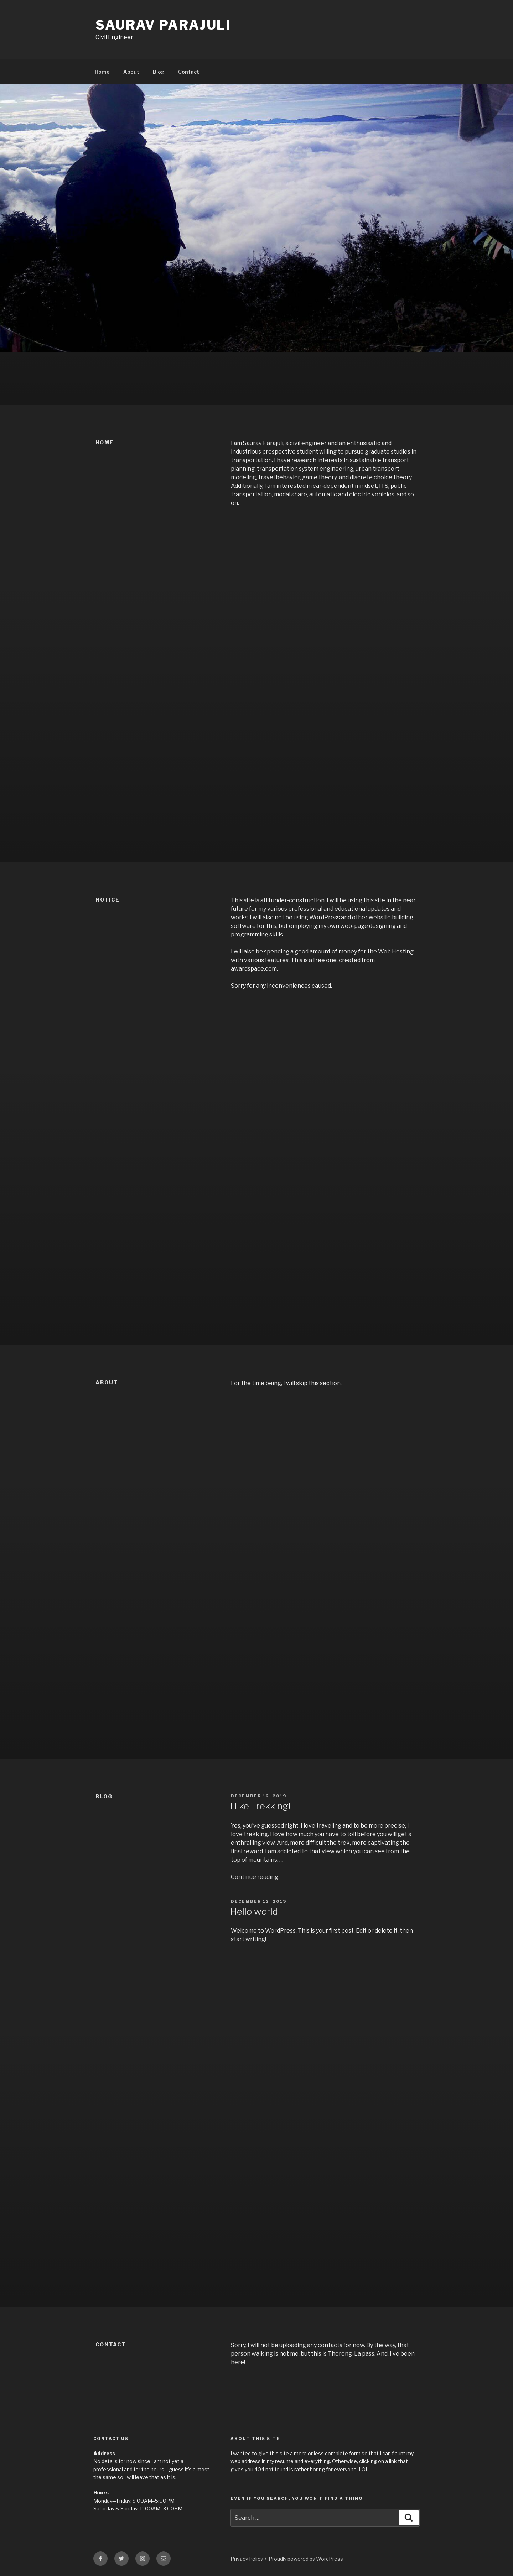 SAURAV PARAJULI
Civil Engineer
Home About Blog Contact
HOME
I am Saurav Parajuli, a civil engineer and an enthusiastic and
industrious prospective student willing to pursue graduate studies in
transportation. I have research interests in sustainable transport
planning, transportation system engineering, urban transport
modeling, travel behavior, game theory, and discrete choice theory.
Additionally, I am interested in car-dependent mindset, ITS, public
transportation, modal share, automatic and electric vehicles, and so
on.
NOTICE
This site is still under-construction. I will be using this site in the near
future for my various professional and educational updates and
works. I will also not be using WordPress and other website building
software for this, but employing my own web-page designing and
programming skills.
I will also be spending a good amount of money for the Web Hosting
with various features. This is a free one, created from
awardspace.com.
Sorry for any inconveniences caused.
ABOUT
For the time being, I will skip this section.
BLOG
DECEMBER 13, 2019
I like Trekking!
Yes, you've guessed right. I love traveling and to be more precise, I
love trekking. I love how much you have to toil before you will get a
enthralling view. And, more difficult the trek, more captivating the
final reward. I am addicted to that view which you can see from the
top of mountains. …
Continue reading
DECEMBER 13, 2019
Hello world!
Welcome to WordPress. This is your first post. Edit or delete it, then
start writing!
CONTACT
Sorry, I will not be uploading any contacts for now. By the way, that
person walking is not me, but this is Thorong-La pass. And, I've been
here!
CONTACT US
Address
No details for now since I am not yet a
professional and for the hours, I guess it's almost
the same so I will leave that as it is.
Hours
Monday—Friday: 9:00AM–5:00PM
Saturday & Sunday: 11:00AM–3:00PM
ABOUT THIS SITE
I wanted to give this site a more or less complete form so that I can flaunt my
web address in my resume and everything. Otherwise, clicking on a link that
gives you 404 not found is rather boring for everyone. LOL
EVEN IF YOU SEARCH, YOU WON'T FIND A THING
Search …
Privacy Policy / Proudly powered by WordPress